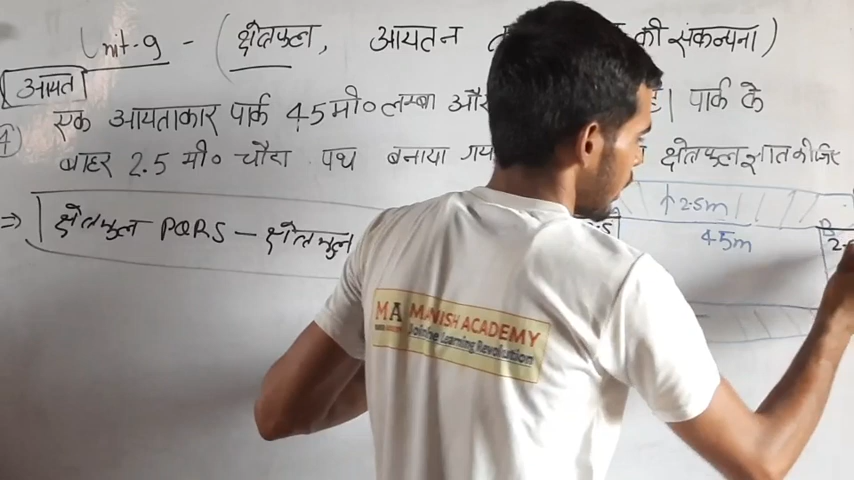 Unit-9 - (क्षेत्रफल, आयतन की संकल्पना)
आयत
4 एक आयताकार पार्क 45 मी० लम्बा और है। पार्क के
बाहर 2.5 मी० चौड़ा पथ बनाया गया क्षेत्रफल ज्ञात कीजिए
⇒ क्षेत्रफल PQRS - क्षेत्रफल
2.5m
45m
B
MA MANISH ACADEMY
Joining Learning Revolution